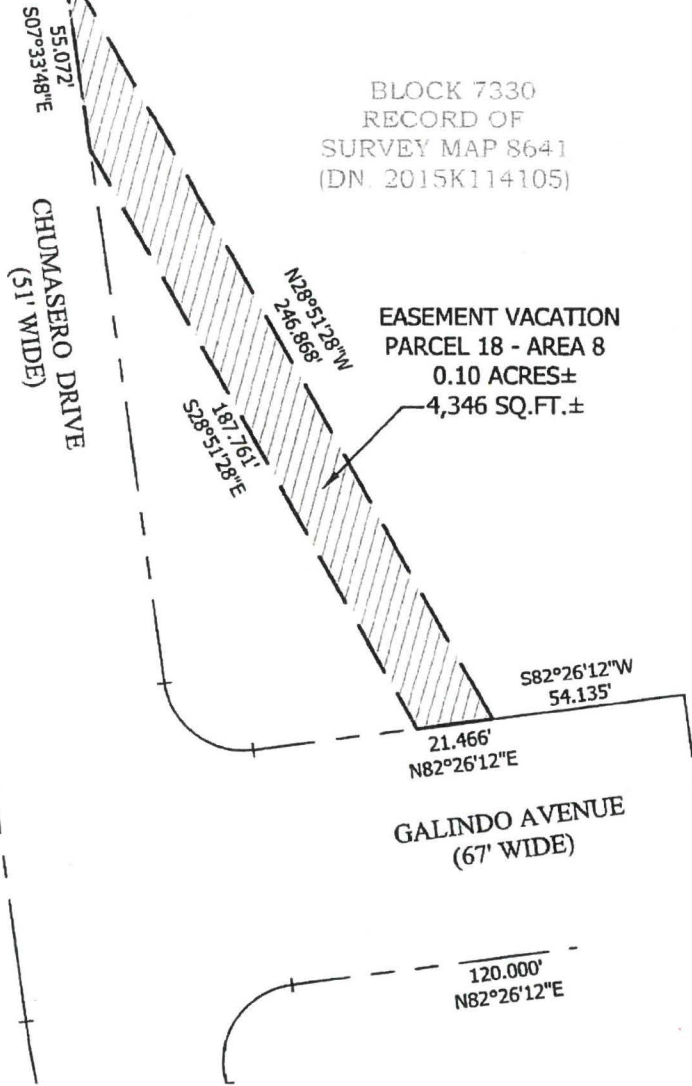 55.072'
S07°33'48"E
BLOCK 7330
RECORD OF
SURVEY MAP 8641
(DN. 2015K114105)
CHUMASERO DRIVE
(51' WIDE)
N28°51'28"W
246.868'
EASEMENT VACATION
PARCEL 18 - AREA 8
0.10 ACRES±
4,346 SQ.FT.±
187.761'
S28°51'28"E
S82°26'12"W
54.135'
21.466'
N82°26'12"E
GALINDO AVENUE
(67' WIDE)
120.000'
N82°26'12"E